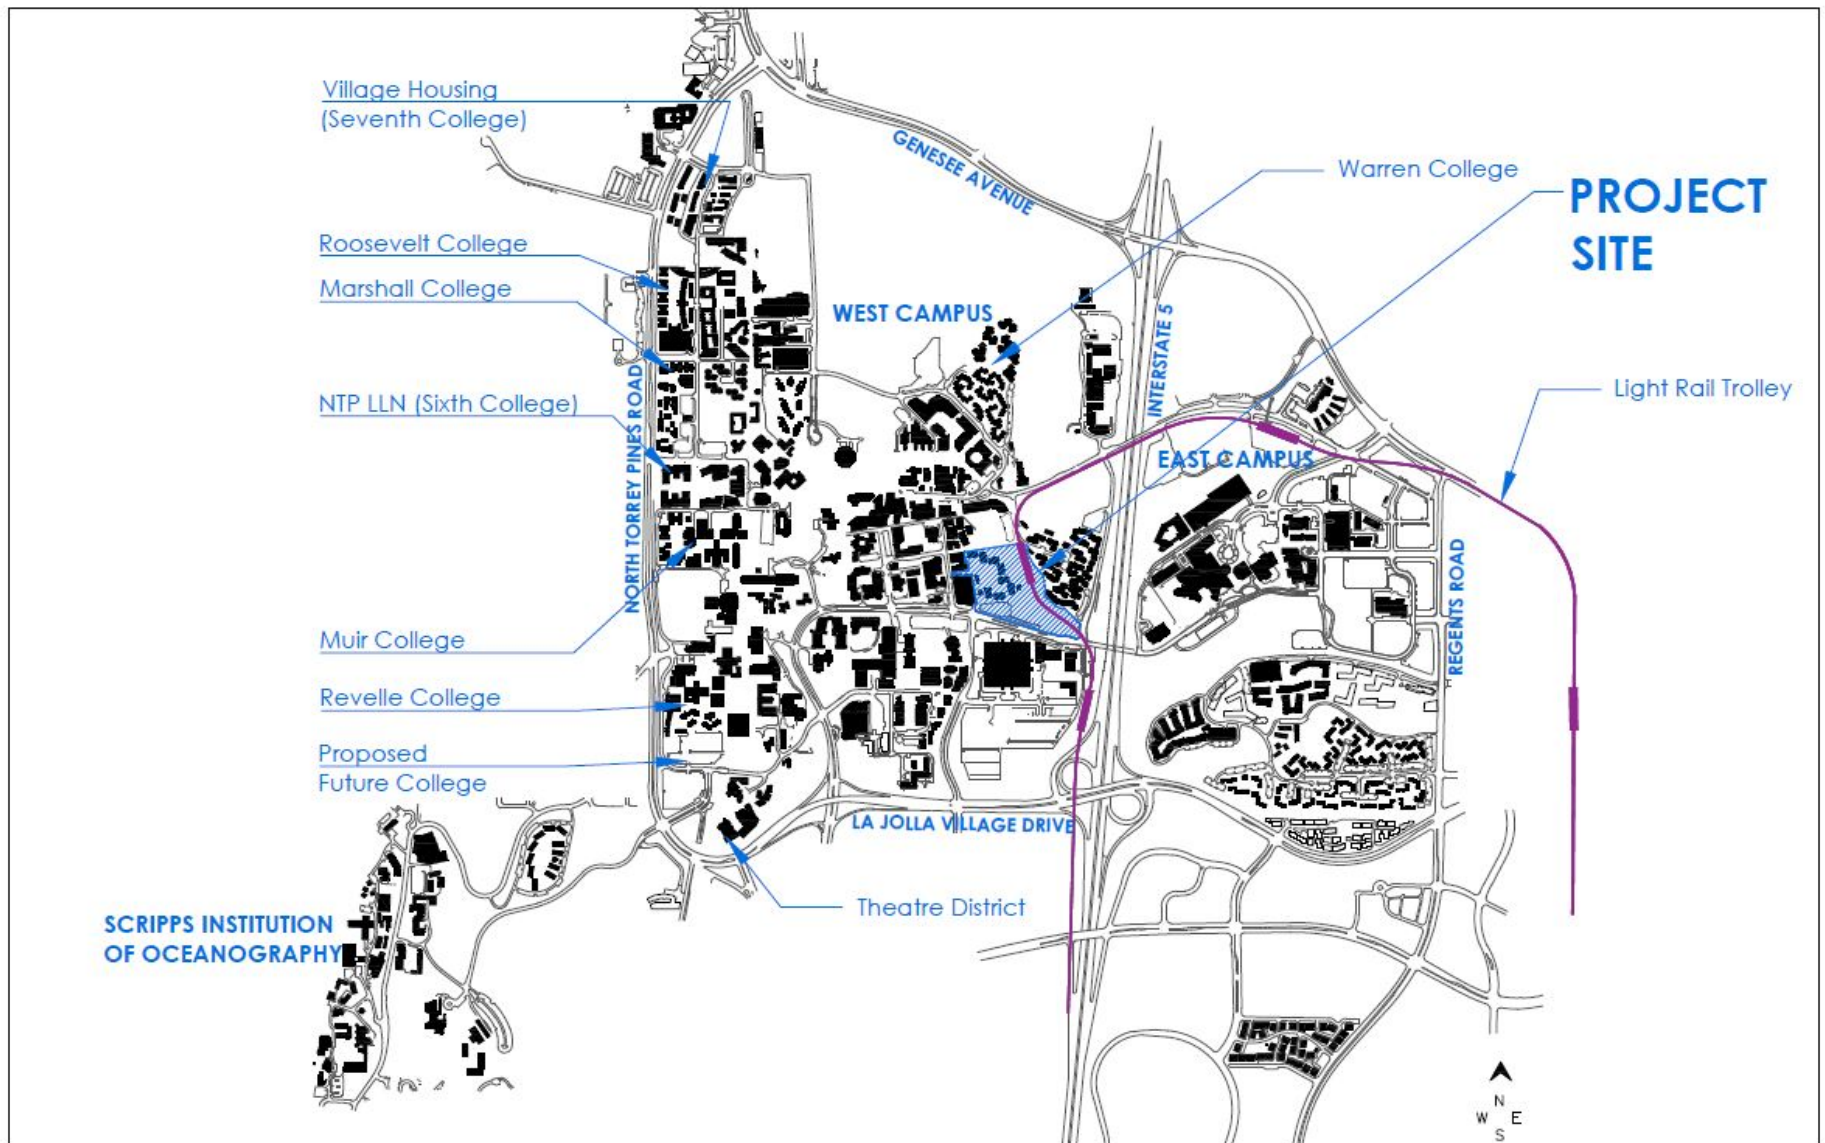 Village Housing
(Seventh College)
GENESEE AVENUE
Warren College
PROJECT
SITE
Roosevelt College
Marshall College
WEST CAMPUS
INTERSTATE 5
NTP LLN (Sixth College)
NORTH TORREY PINES ROAD
Light Rail Trolley
EAST CAMPUS
REGENTS ROAD
Muir College
Revelle College
Proposed
Future College
LA JOLLA VILLAGE DRIVE
Theatre District
SCRIPPS INSTITUTION
OF OCEANOGRAPHY
N
W E
S